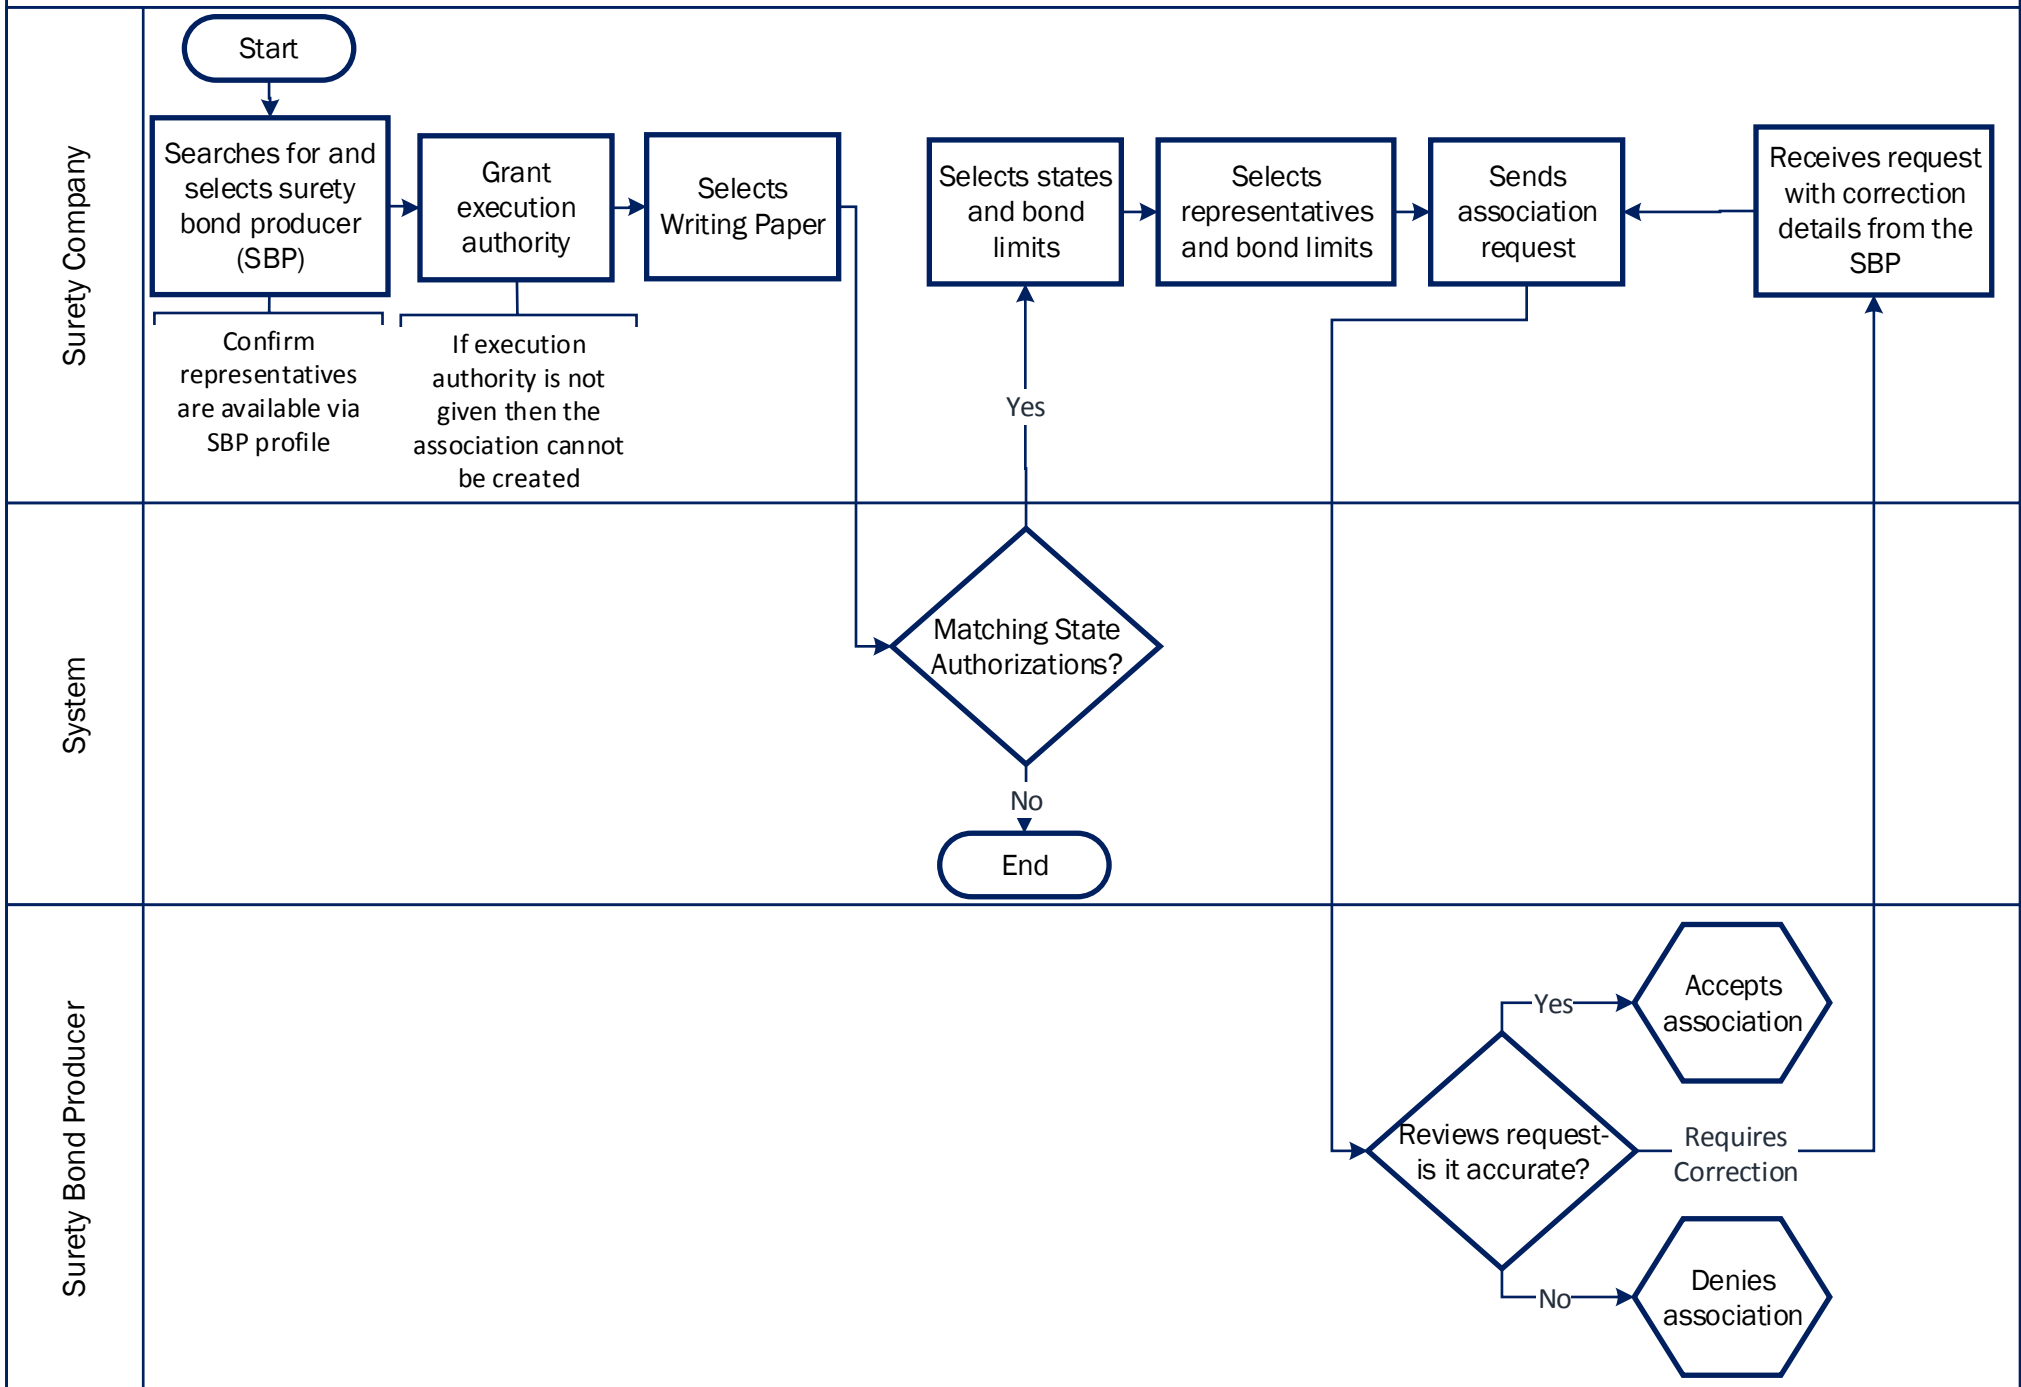 Surety Company
Start
Searches for and
selects surety
bond producer
(SBP)
Confirm
representatives
are available via
SBP profile
Grant
execution
authority
If execution
authority is not
given then the
association cannot
be created
Selects
Writing Paper
Selects states
and bond
limits
Selects
representatives
and bond limits
Sends
association
request
Receives request
with correction
details from the
SBP
Yes
System
Matching State
Authorizations?
No
End
Surety Bond Producer
Reviews request-
is it accurate?
Yes
Accepts
association
Requires
Correction
No
Denies
association